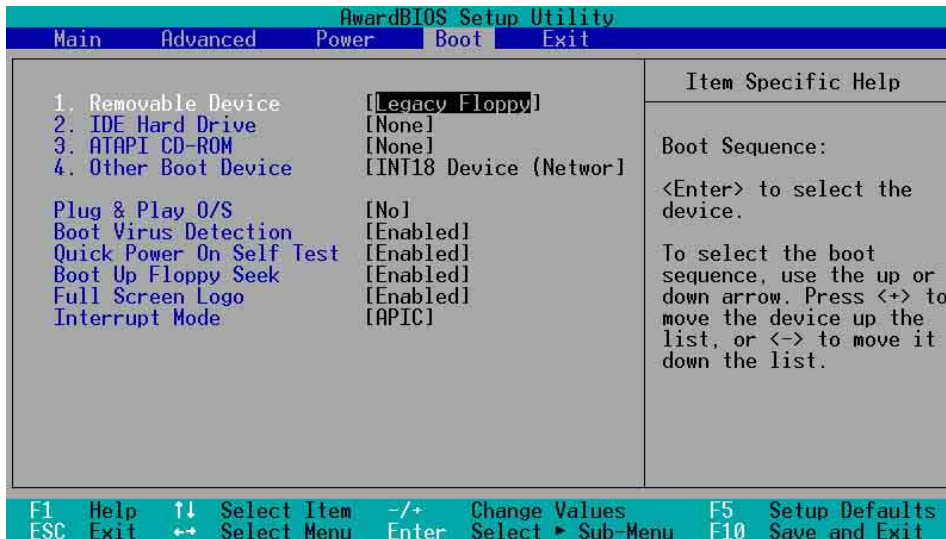 AwardBIOS Setup Utility
Main Advanced Power Boot Exit
1. Removable Device [Legacy Floppy]
2. IDE Hard Drive [None]
3. ATAPI CD-ROM [None]
4. Other Boot Device [INT18 Device (Networ]
Plug & Play O/S [No]
Boot Virus Detection [Enabled]
Quick Power On Self Test [Enabled]
Boot Up Floppy Seek [Enabled]
Full Screen Logo [Enabled]
Interrupt Mode [APIC]
Item Specific Help
Boot Sequence:
<Enter> to select the
device.
To select the boot
sequence, use the up or
down arrow. Press <+> to
move the device up the
list, or <-> to move it
down the list.
F1 Help ↑↓ Select Item -/+ Change Values F5 Setup Defaults
ESC Exit ↔ Select Menu Enter Select ► Sub-Menu F10 Save and Exit